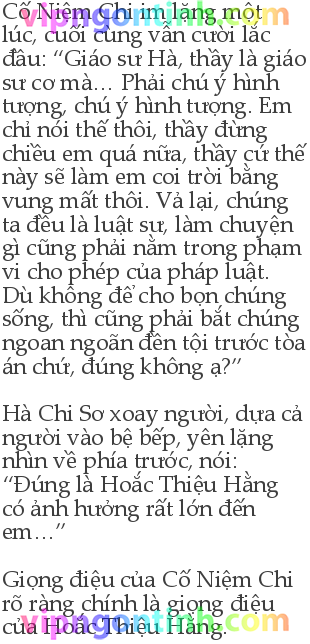 Cố Niệm Chi im lặng một
lúc, cuối cùng vẫn cười lắc
đầu: “Giáo sư Hà, thầy là giáo
sư cơ mà... Phải chú ý hình
tượng, chú ý hình tượng. Em
chỉ nói thế thôi, thầy đừng
chiều em quá nữa, thầy cứ thế
này sẽ làm em coi trời bằng
vung mất thôi. Vả lại, chúng
ta đều là luật sư, làm chuyện
gì cũng phải nằm trong phạm
vi cho phép của pháp luật.
Dù không để cho bọn chúng
sống, thì cũng phải bắt chúng
ngoan ngoãn đền tội trước tòa
án chứ, đúng không ạ?”
Hà Chi Sơ xoay người, dựa cả
người vào bệ bếp, yên lặng
nhìn về phía trước, nói:
“Đúng là Hoắc Thiệu Hằng
có ảnh hưởng rất lớn đến
em...”
Giọng điệu của Cố Niệm Chi
rõ ràng chính là giọng điệu
của Hoắc Thiệu Hằng.
vipngontinh.com
vipngontinh.com